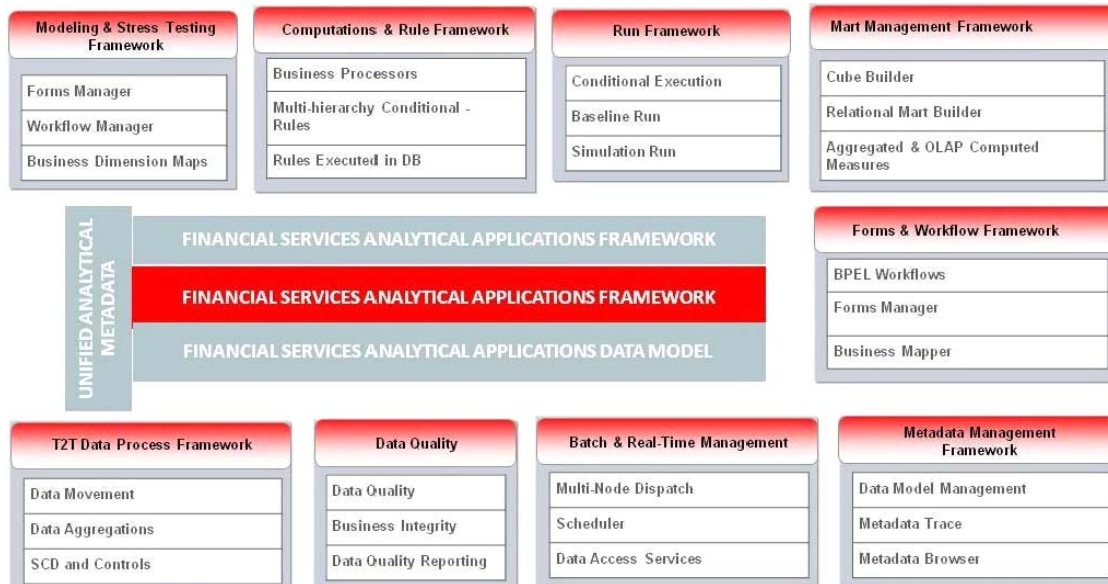 Modeling & Stress Testing
Framework
Forms Manager
Workflow Manager
Business Dimension Maps
Computations & Rule Framework
Business Processors
Multi-hierarchy Conditional -
Rules
Rules Executed in DB
Run Framework
Conditional Execution
Baseline Run
Simulation Run
Mart Management Framework
Cube Builder
Relational Mart Builder
Aggregated & OLAP Computed
Measures
UNIFIED ANALYTICAL
METADATA
FINANCIAL SERVICES ANALYTICAL APPLICATIONS FRAMEWORK
FINANCIAL SERVICES ANALYTICAL APPLICATIONS FRAMEWORK
FINANCIAL SERVICES ANALYTICAL APPLICATIONS DATA MODEL
Forms & Workflow Framework
BPEL Workflows
Forms Manager
Business Mapper
T2T Data Process Framework
Data Movement
Data Aggregations
SCD and Controls
Data Quality
Data Quality
Business Integrity
Data Quality Reporting
Batch & Real-Time Management
Multi-Node Dispatch
Scheduler
Data Access Services
Metadata Management
Framework
Data Model Management
Metadata Trace
Metadata Browser